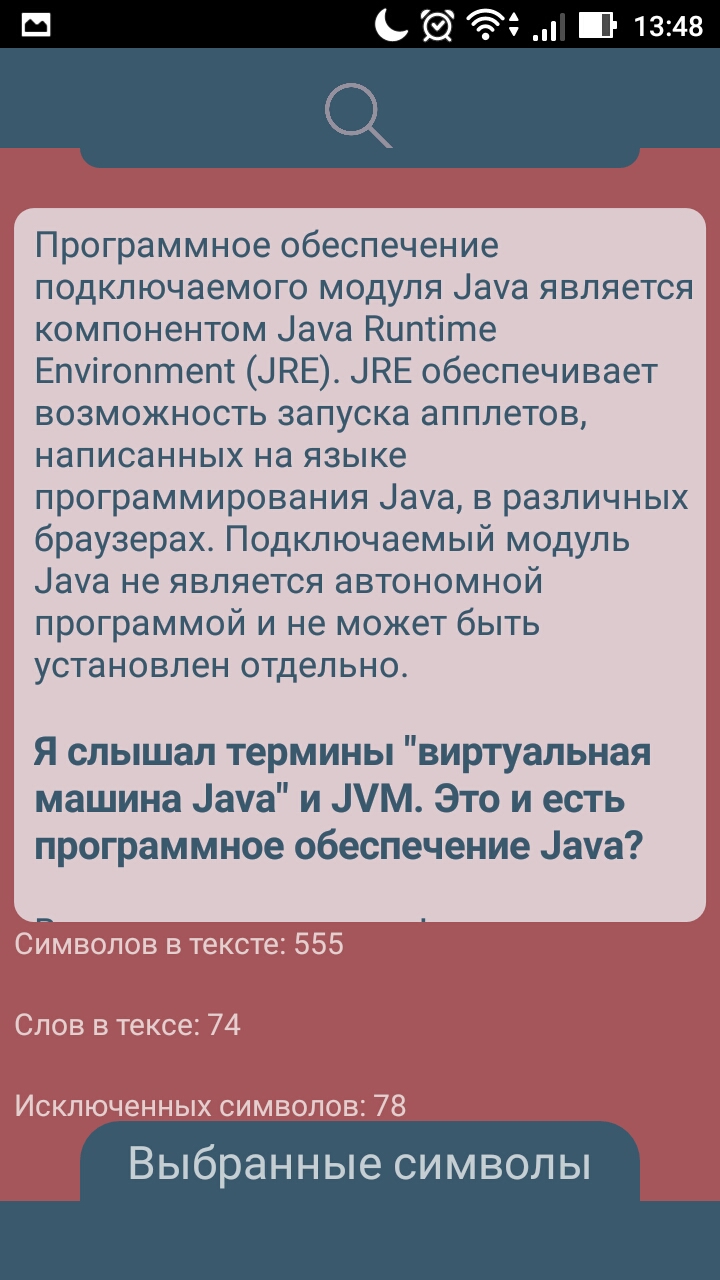 13:48
Программное обеспечение
подключаемого модуля Java является
компонентом Java Runtime
Environment (JRE). JRE обеспечивает
возможность запуска апплетов,
написанных на языке
программирования Java, в различных
браузерах. Подключаемый модуль
Java не является автономной
программой и не может быть
установлен отдельно.
Я слышал термины "виртуальная
машина Java" и JVM. Это и есть
программное обеспечение Java?
Символов в тексте: 555
Слов в тексе: 74
Исключенных символов: 78
Выбранные символы